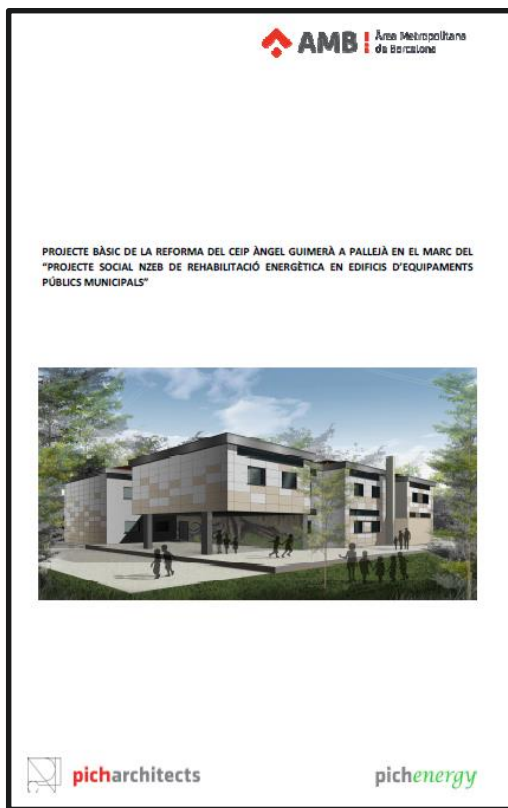 AMB Àrea Metropolitana
de Barcelona
PROJECTE BÀSIC DE LA REFORMA DEL CEIP ÀNGEL GUIMERÀ A PALLEJÀ EN EL MARC DEL
“PROJECTE SOCIAL NZEB DE REHABILITACIÓ ENERGÈTICA EN EDIFICIS D’EQUIPAMENTS
PÚBLICS MUNICIPALS”
picharchitects
pichenergy